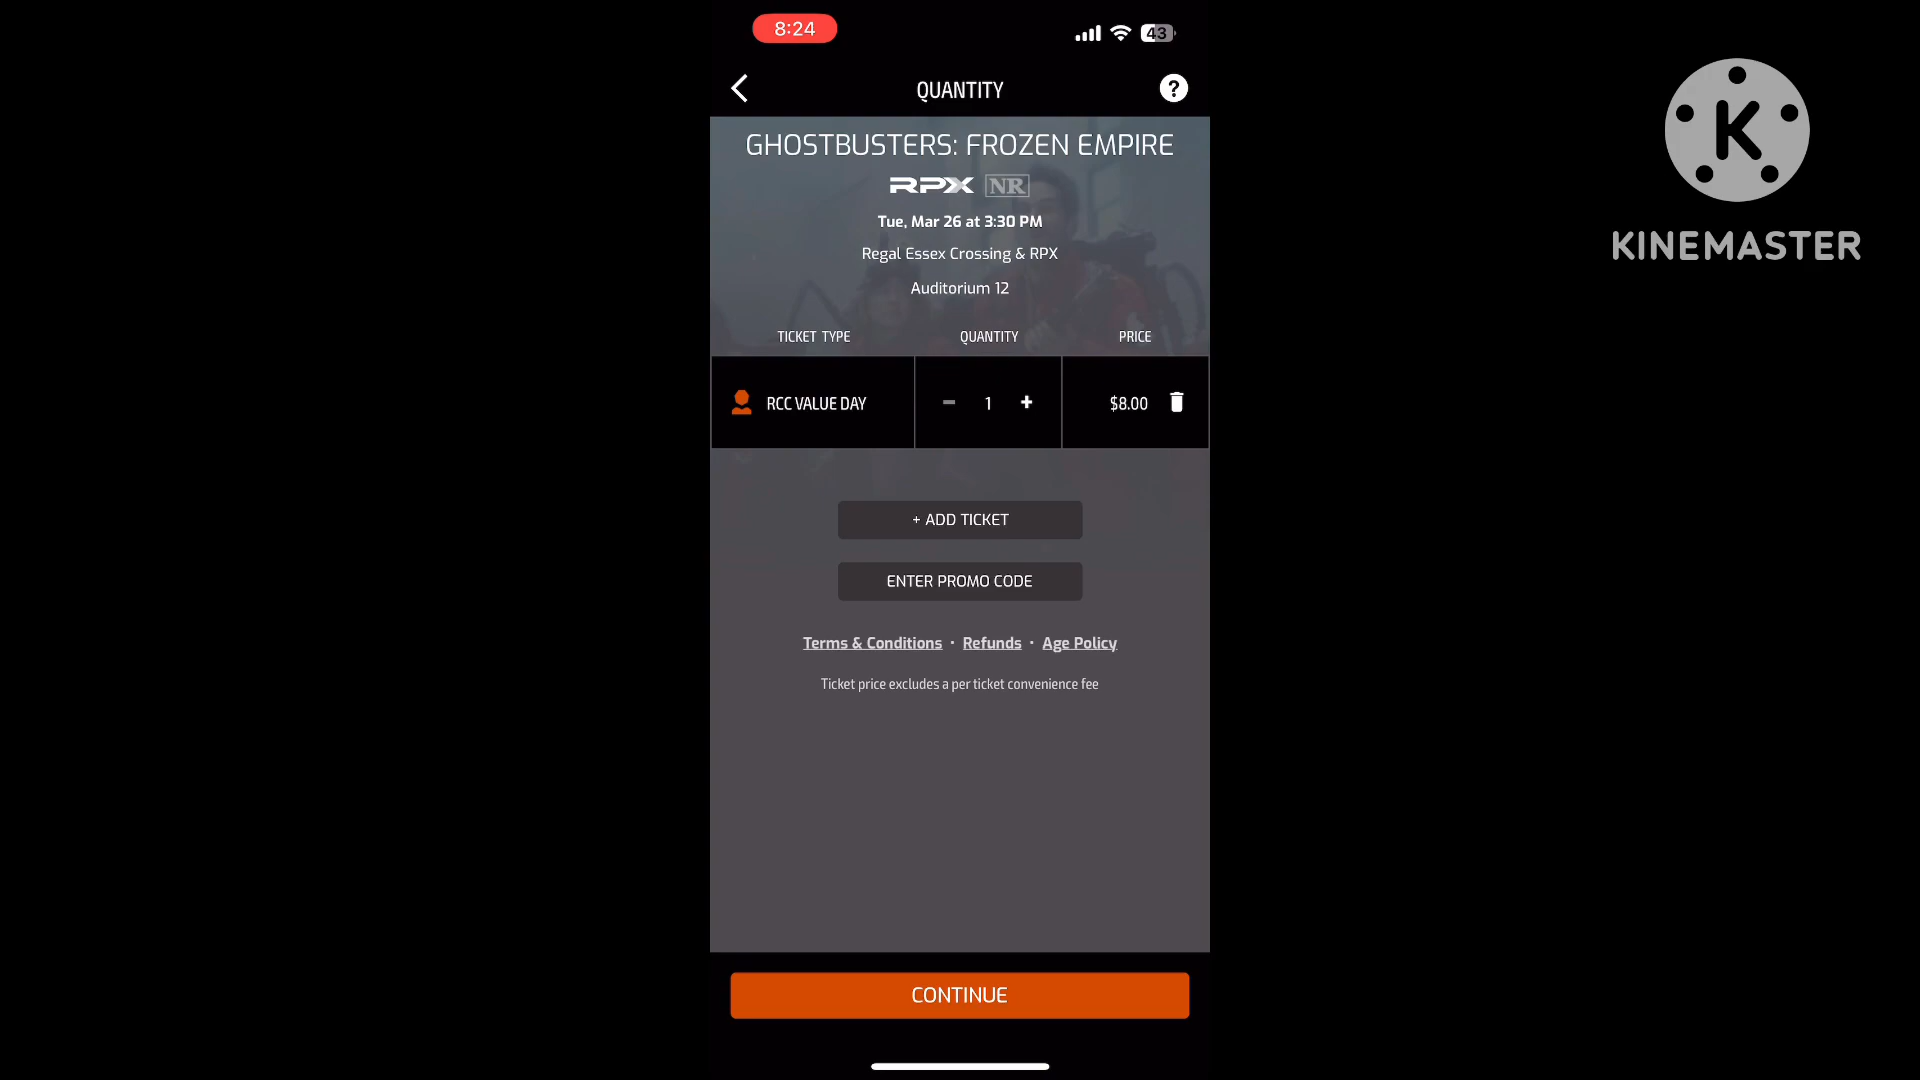 8:24
43
QUANTITY
?
GHOSTBUSTERS: FROZEN EMPIRE
RPX NR
Tue, Mar 26 at 3:30 PM
Regal Essex Crossing & RPX
Auditorium 12
TICKET TYPE QUANTITY PRICE
RCC VALUE DAY - 1 + $8.00
+ ADD TICKET
ENTER PROMO CODE
Terms & Conditions · Refunds · Age Policy
Ticket price excludes a per ticket convenience fee
CONTINUE
K
KINEMASTER